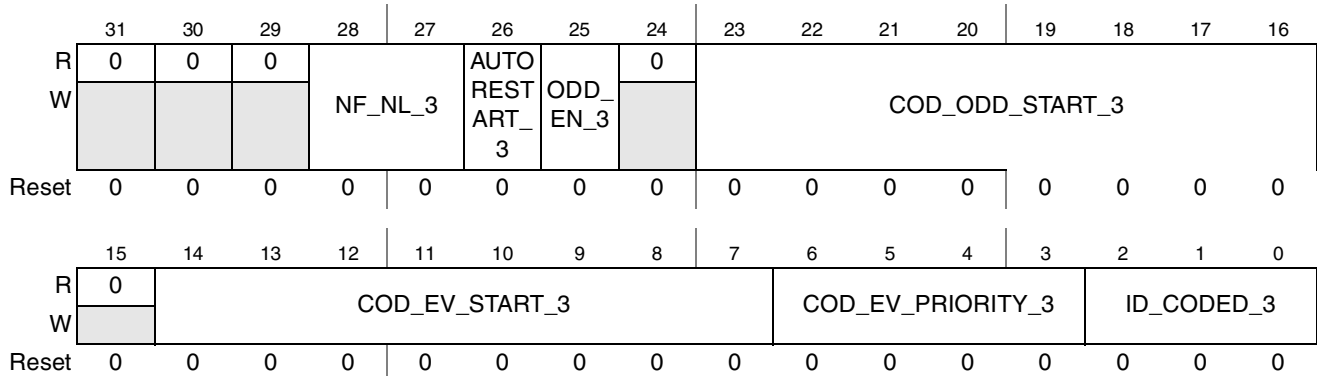 31 30 29 28 27 26 25 24 23 22 21 20 19 18 17 16
R 0 0 0 NF_NL_3 AUTO REST ART_ 3 ODD_ EN_3 0 COD_ODD_START_3
W
Reset 0 0 0 0 0 0 0 0 0 0 0 0 0 0 0 0
15 14 13 12 11 10 9 8 7 6 5 4 3 2 1 0
R 0 COD_EV_START_3 COD_EV_PRIORITY_3 ID_CODED_3
W
Reset 0 0 0 0 0 0 0 0 0 0 0 0 0 0 0 0